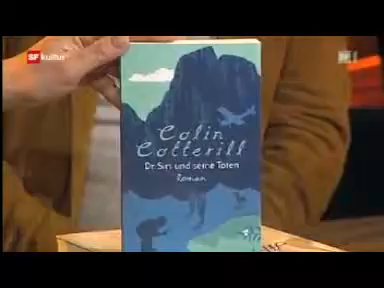 SF kultur
Colin
Cotterill
Dr. Siri und seine Toten
Roman